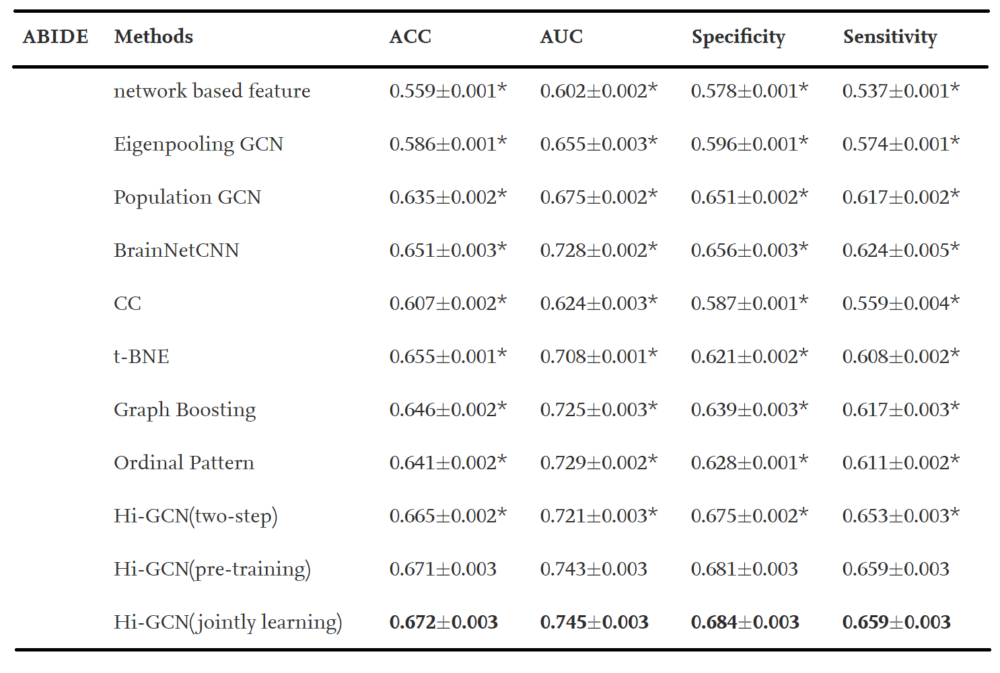 ABIDE Methods ACC AUC Specificity Sensitivity
network based feature 0.559±0.001* 0.602±0.002* 0.578±0.001* 0.537±0.001*
Eigenpooling GCN 0.586±0.001* 0.655±0.003* 0.596±0.001* 0.574±0.001*
Population GCN 0.635±0.002* 0.675±0.002* 0.651±0.002* 0.617±0.002*
BrainNetCNN 0.651±0.003* 0.728±0.002* 0.656±0.003* 0.624±0.005*
CC 0.607±0.002* 0.624±0.003* 0.587±0.001* 0.559±0.004*
t-BNE 0.655±0.001* 0.708±0.001* 0.621±0.002* 0.608±0.002*
Graph Boosting 0.646±0.002* 0.725±0.003* 0.639±0.003* 0.617±0.003*
Ordinal Pattern 0.641±0.002* 0.729±0.002* 0.628±0.001* 0.611±0.002*
Hi-GCN(two-step) 0.665±0.002* 0.721±0.003* 0.675±0.002* 0.653±0.003*
Hi-GCN(pre-training) 0.671±0.003 0.743±0.003 0.681±0.003 0.659±0.003
Hi-GCN(jointly learning) 0.672±0.003 0.745±0.003 0.684±0.003 0.659±0.003